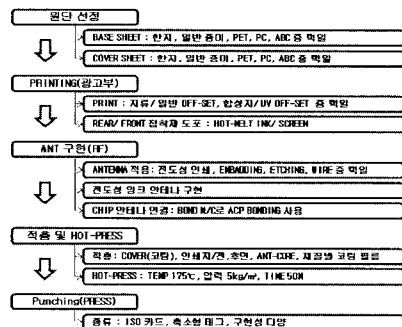 원단 선정
BASE SHEET : 한지, 일반 종이, PET, PC, ABC 중 택일
COVER SHEET : 한지, 일반 종이, PET, PC, ABC 중 택일
PRINTING(광고부)
PRINT : 지류/ 일반 OFF-SET, 합성지/UV OFF-SET 중 택일
REAR/ FRONT 접착제 도포 : HOT-MELT INK/ SCREEN
ANT 구현(RF)
ANTENNA 적용 : 전도성 인쇄, EMBADDING, ETCHING, WIRE 중 택일
전도성 잉크 안테나 구현
CHIP 안테나 연결 : BOND M/C로 ACP BONDING 사용
적층 및 HOT-PRESS
적층 : COVER(코팅), 인쇄지/전,후면, ANT-CORE, 재질별 코팅 필름
HOT-PRESS : TEMP 175℃, 압력 5kg/㎡, TIME 50M
Punching(PRESS)
종류 : ISO 카드, 축소형 태그, 구현성 다양